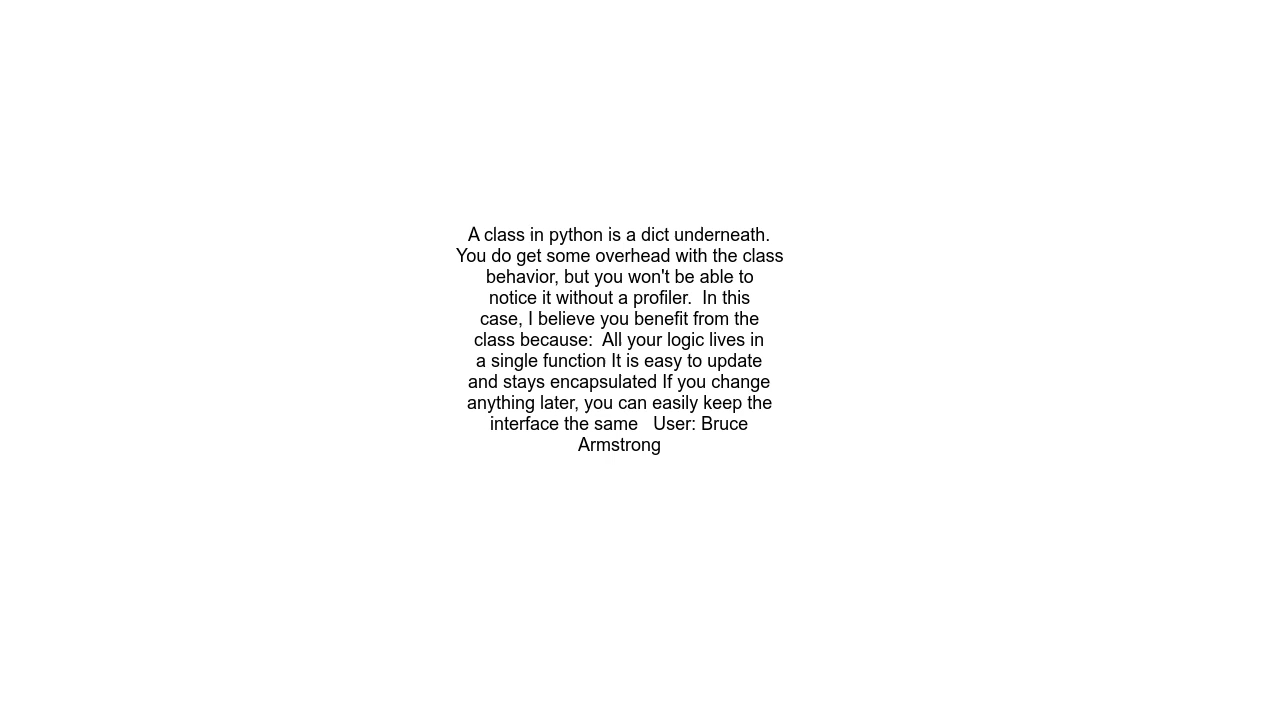 A class in python is a dict underneath.
You do get some overhead with the class
behavior, but you won't be able to
notice it without a profiler.  In this
case, I believe you benefit from the
class because:  All your logic lives in
a single function It is easy to update
and stays encapsulated If you change
anything later, you can easily keep the
interface the same   User: Bruce
Armstrong